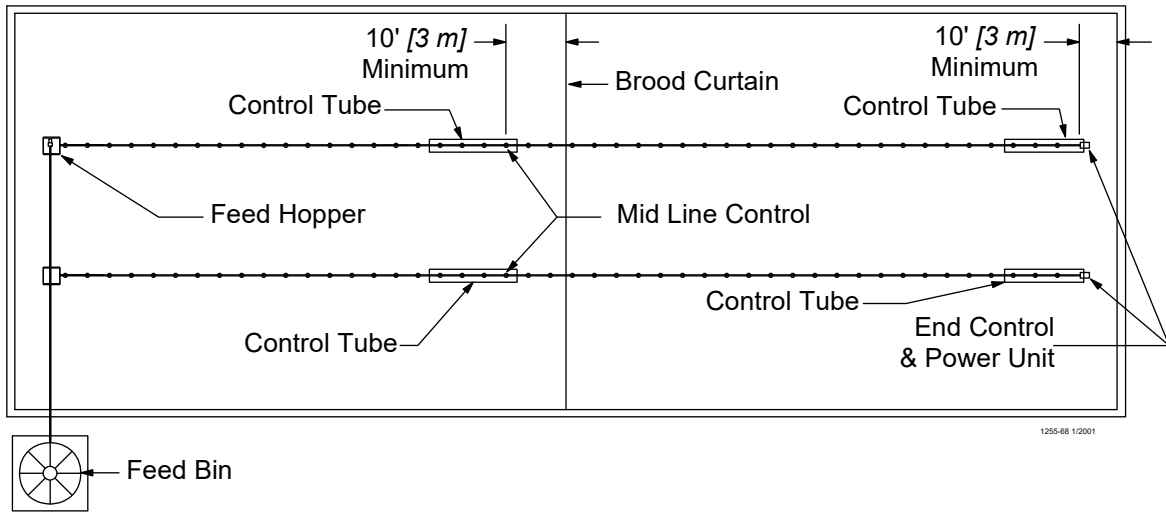 10' [3 m]
Minimum
10' [3 m]
Minimum
Brood Curtain
Control Tube
Control Tube
Feed Hopper
Mid Line Control
Control Tube
Control Tube
End Control
& Power Unit
1255-68 1/2001
Feed Bin